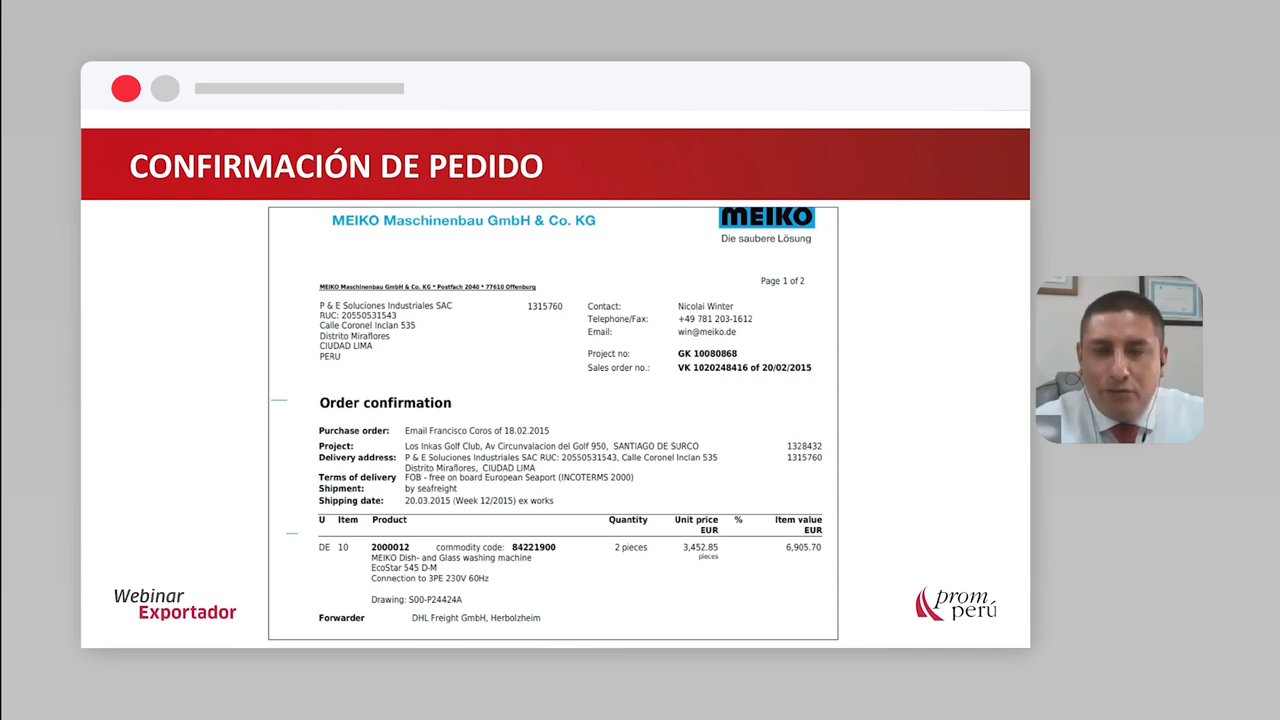 CONFIRMACIÓN DE PEDIDO
MEIKO Maschinenbau GmbH & Co. KG
MEIKO
Die saubere Lösung
Page 1 of 2
MEIKO Maschinenbau GmbH & Co. KG * Postfach 2040 * 77610 Offenburg
P & E Soluciones Industriales SAC 1315760
RUC: 20550531543
Calle Coronel Inclan 535
Distrito Miraflores
CIUDAD LIMA
PERU
Contact: Nicolai Winter
Telephone/Fax: +49 781 203-1612
Email: win@meiko.de
Project no: GK 10080868
Sales order no.: VK 1020248416 of 20/02/2015
Order confirmation
Purchase order: Email Francisco Coros of 18.02.2015
Project: Los Inkas Golf Club, Av Circunvalacion del Golf 950, SANTIAGO DE SURCO 1328432
Delivery address: P & E Soluciones Industriales SAC RUC: 20550531543, Calle Coronel Inclan 535 1315760
Distrito Miraflores, CIUDAD LIMA
Terms of delivery FOB - free on board European Seaport (INCOTERMS 2000)
Shipment: by seafreight
Shipping date: 20.03.2015 (Week 12/2015) ex works
U Item Product Quantity Unit price % Item value
EUR EUR
DE 10 2000012 commodity code: 84221900 2 pieces 3,452.85 6,905.70
pieces
MEIKO Dish- and Glass washing machine
EcoStar 545 D-M
Connection to 3PE 230V 60Hz
Drawing: S00-P24424A
Forwarder DHL Freight GmbH, Herbolzheim
Webinar
Exportador
prom
perú